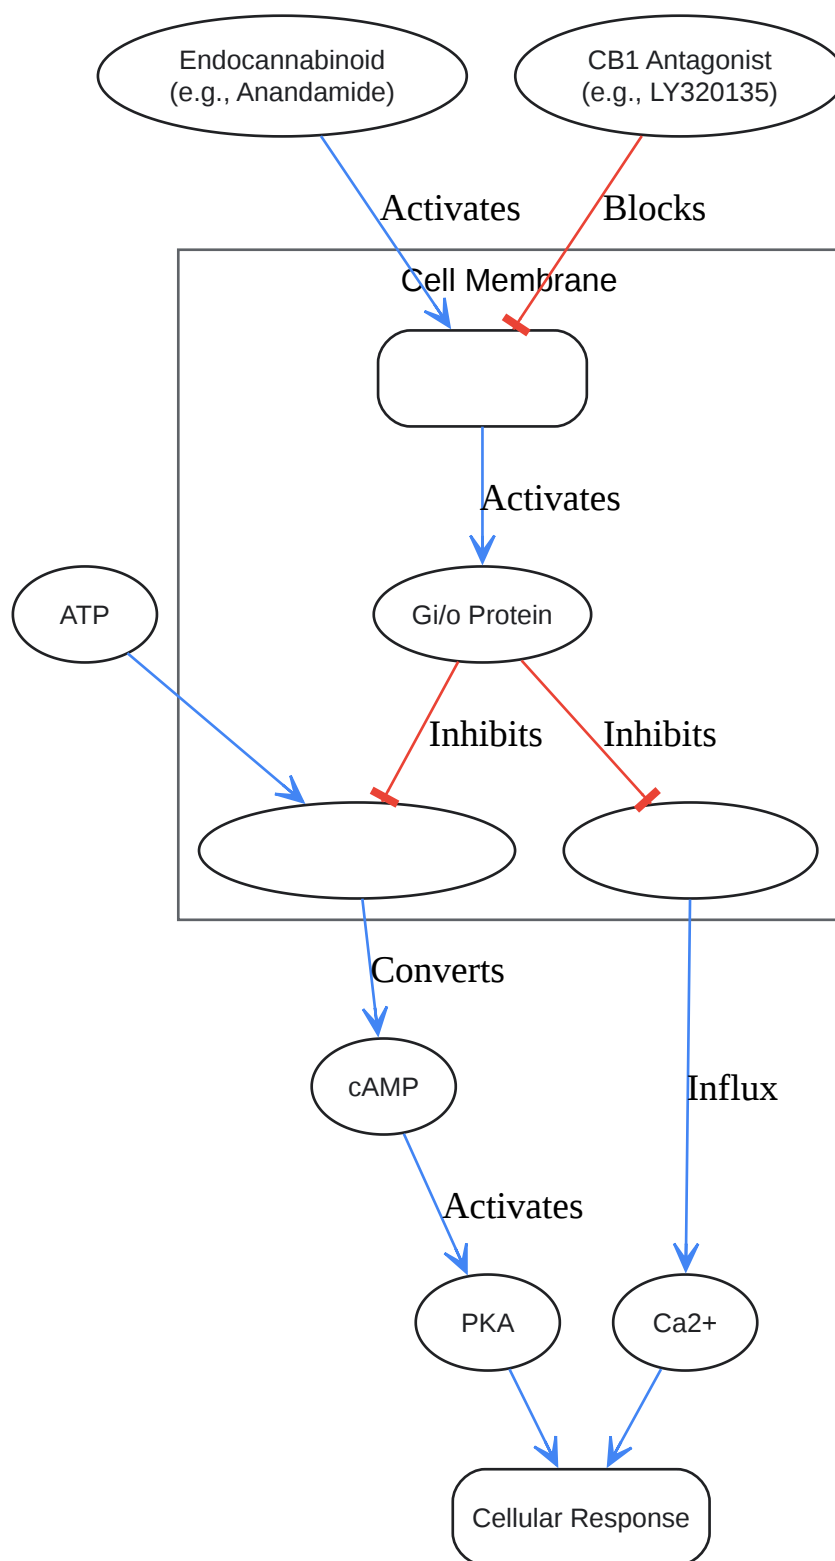 Endocannabinoid
(e.g., Anandamide)
CB1 Antagonist
(e.g., LY320135)
Activates
Blocks
Cell Membrane
Activates
ATP
Gi/o Protein
Inhibits
Inhibits
Converts
cAMP
Influx
Activates
PKA
Ca2+
Cellular Response